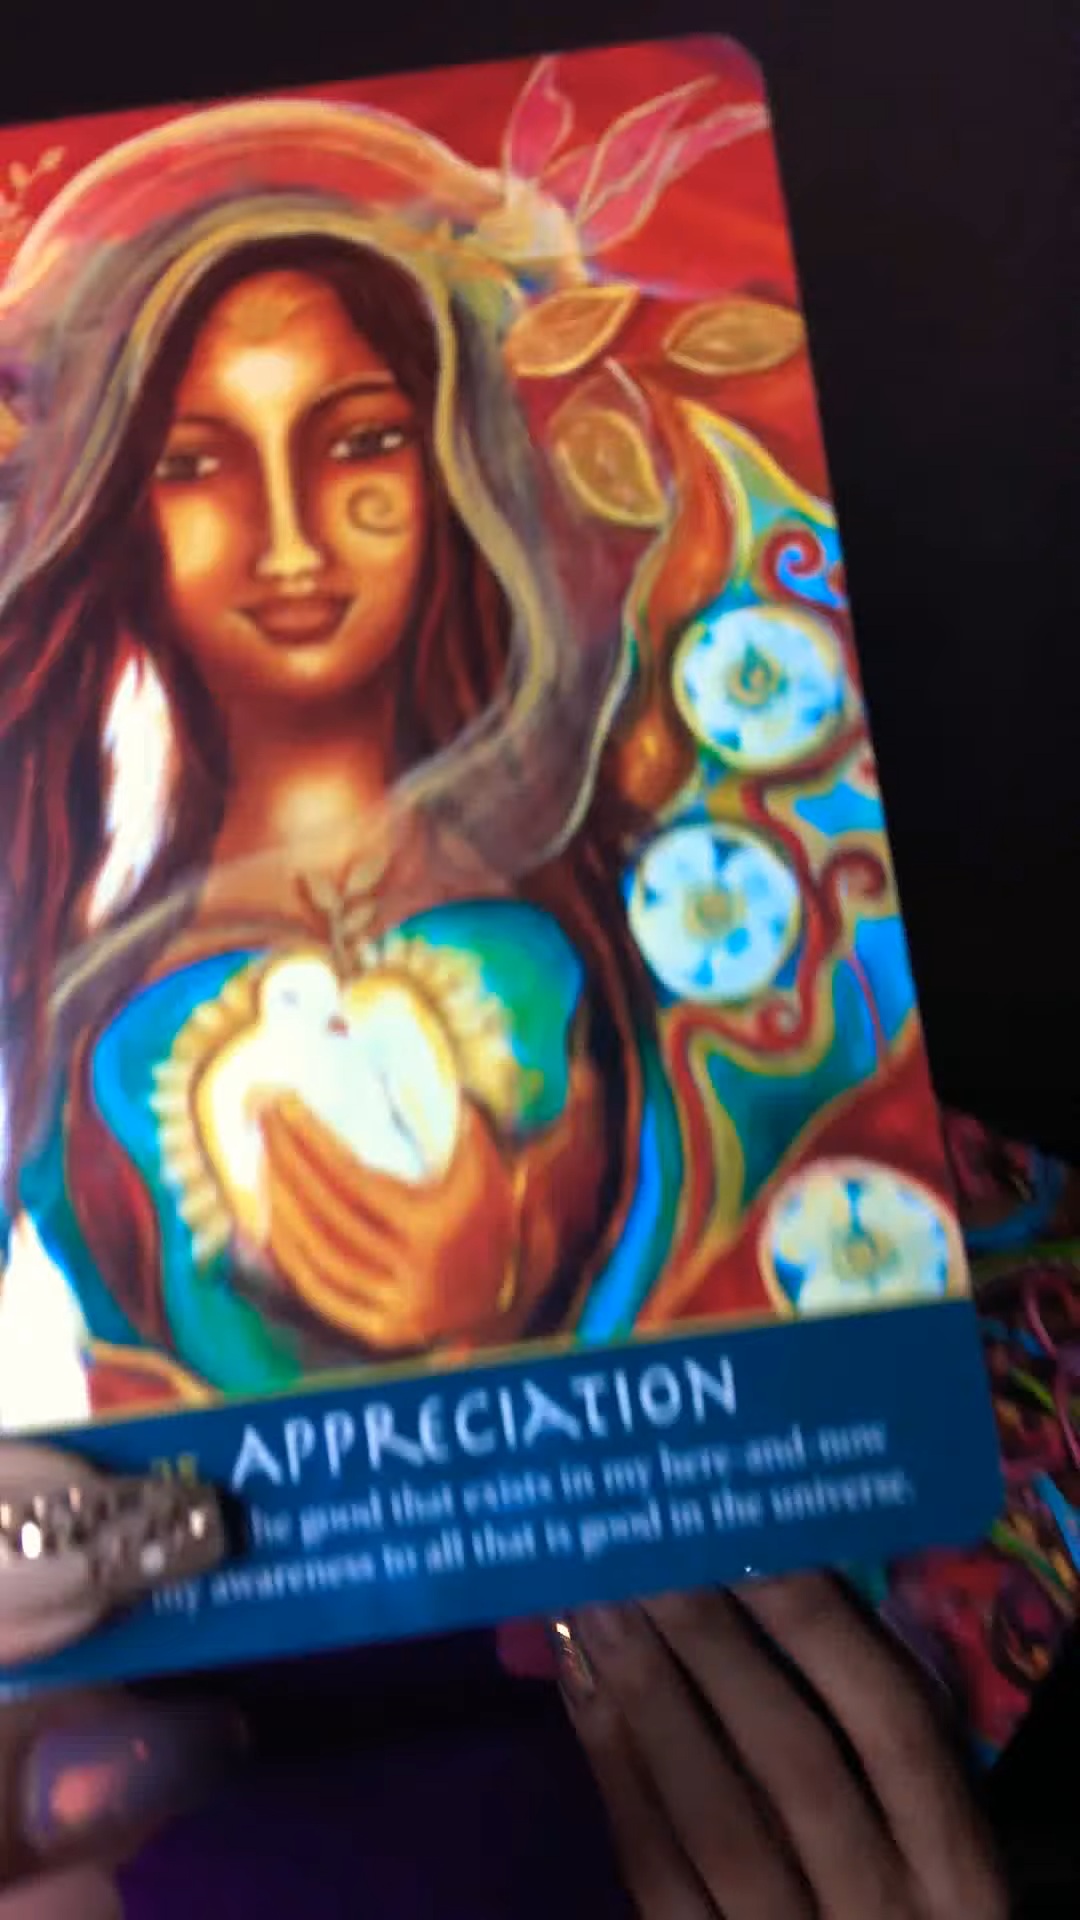 APPRECIATION
good that exists in my here-and-now
my awareness to all that is good in the universe.